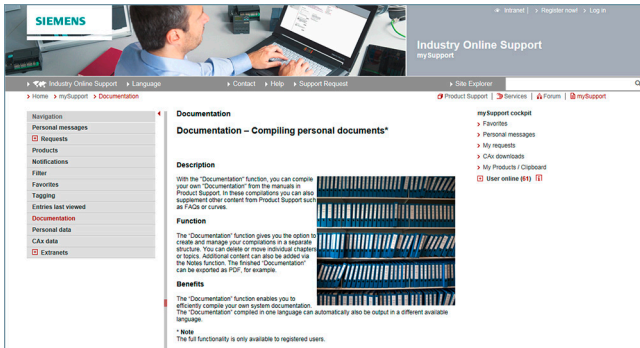 SIEMENS
Intranet | Register now! Log in
Industry Online Support
mySupport
Industry Online Support Language Contact Help Support Request Site Explorer
Home mySupport Documentation
Product Support | Services | Forum | mySupport
Navigation
Personal messages
Requests
Products
Notifications
Filter
Favorites
Tagging
Entries last viewed
Documentation
Personal data
CAx data
Extranets
Documentation
Documentation – Compiling personal documents*
Description
With the "Documentation" function, you can compile
your own "Documentation" from the manuals in
Product Support. In these compilations you can also
supplement other content from Product Support such
as FAQs or curves.
Function
The "Documentation" function gives you the option to
create and manage your compilations in a separate
structure. You can delete or move individual chapters
or topics. Additional content can also be added via
the Notes function. The finished "Documentation"
can be exported as PDF, for example.
Benefits
The "Documentation" function enables you to
efficiently compile your own system documentation.
The "Documentation" compiled in one language can automatically also be output in a different available
language.
* Note
The full functionality is only available to registered users.
mySupport cockpit
Favorites
Personal messages
My requests
CAx downloads
My Products / Clipboard
User online (61)